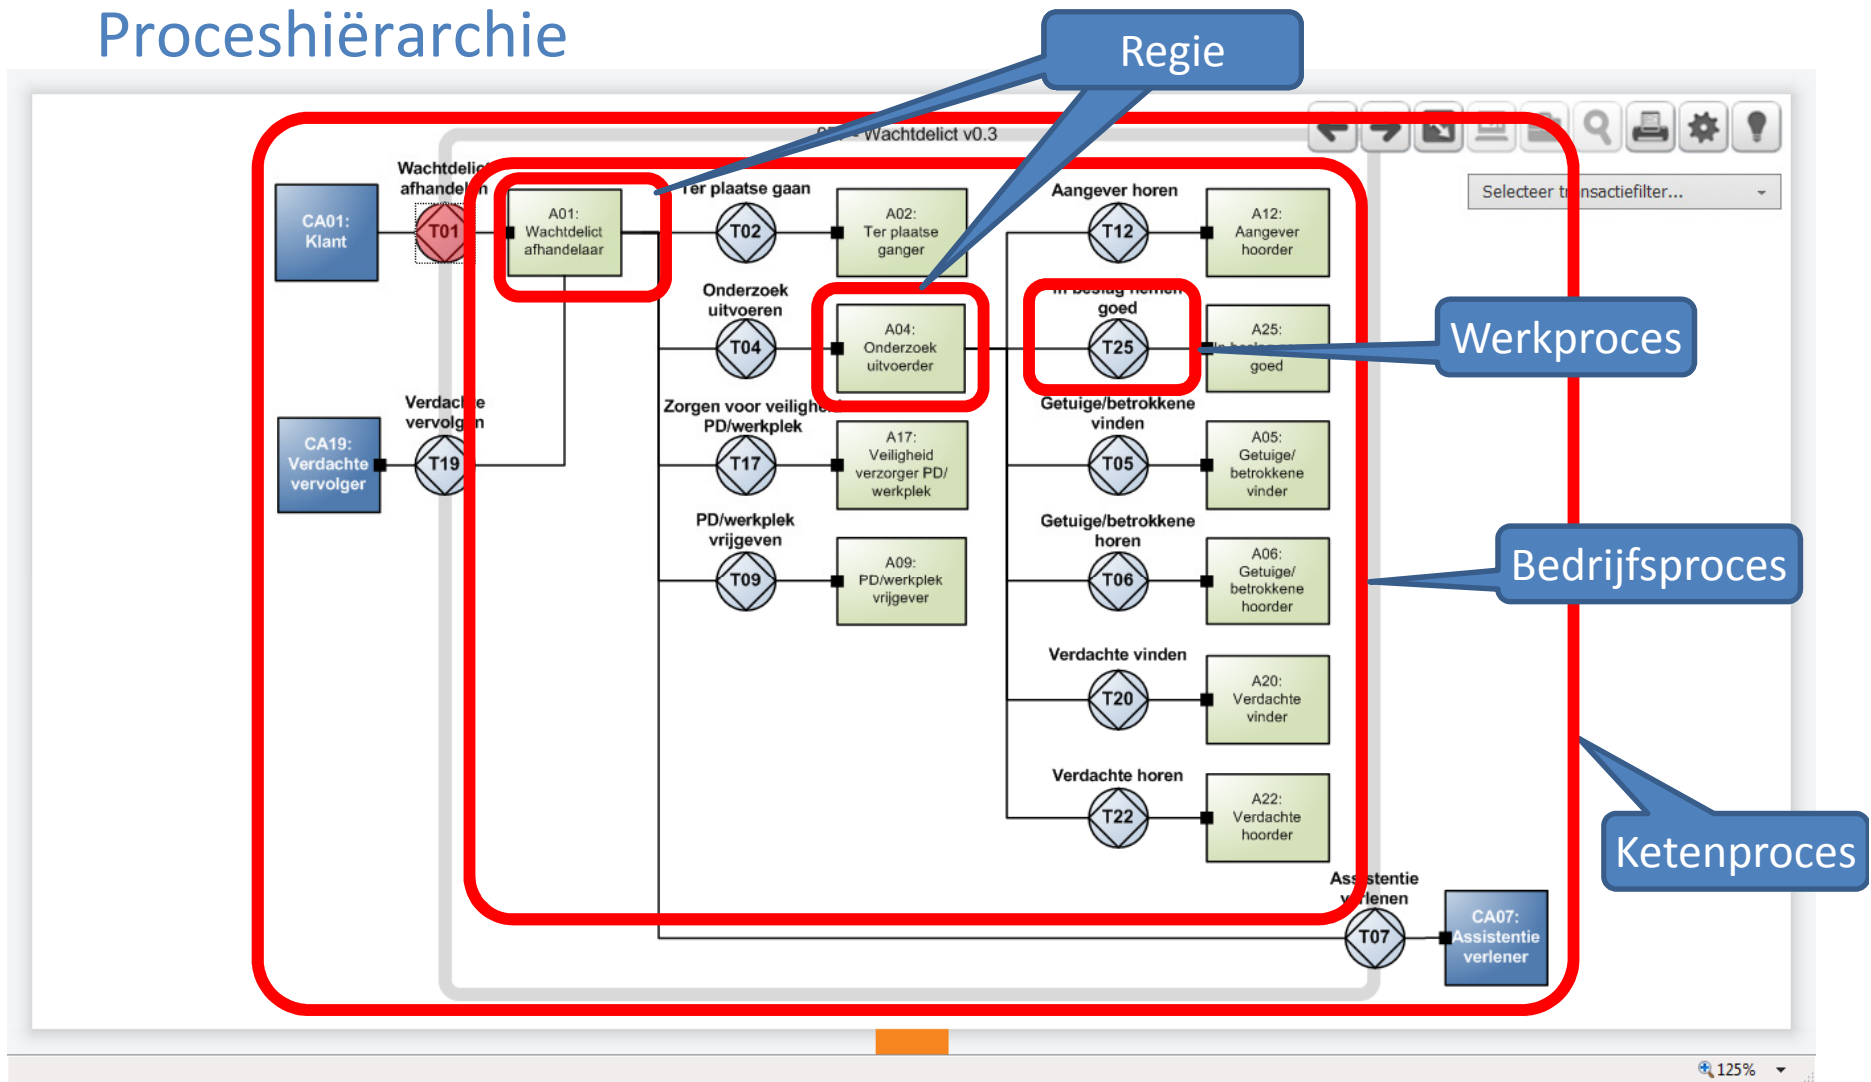 Proceshiërarchie
Regie
Wachtdelict v0.3
Selecteer transactiefilter...
Wachtdelict
afhandelen
CA01:
Klant
T01
A01:
Wachtdelict
afhandelaar
Ter plaatse gaan
T02
A02:
Ter plaatse
ganger
Aangever horen
T12
A12:
Aangever
hoorder
Onderzoek
uitvoeren
T04
A04:
Onderzoek
uitvoerder
In beslag nemen
goed
T25
A25:
goed
Werkproces
Verdachte
vervolgen
CA19:
Verdachte
vervolger
T19
Zorgen voor veiligheid
PD/werkplek
T17
A17:
Veiligheid
verzorger PD/
werkplek
Getuige/betrokkene
vinden
T05
A05:
Getuige/
betrokkene
vinder
PD/werkplek
vrijgeven
T09
A09:
PD/werkplek
vrijgever
Getuige/betrokkene
horen
T06
A06:
Getuige/
betrokkene
hoorder
Bedrijfsproces
Verdachte vinden
T20
A20:
Verdachte
vinder
Verdachte horen
T22
A22:
Verdachte
hoorder
Ketenproces
Assistentie
verlenen
T07
CA07:
Assistentie
verlener
125%